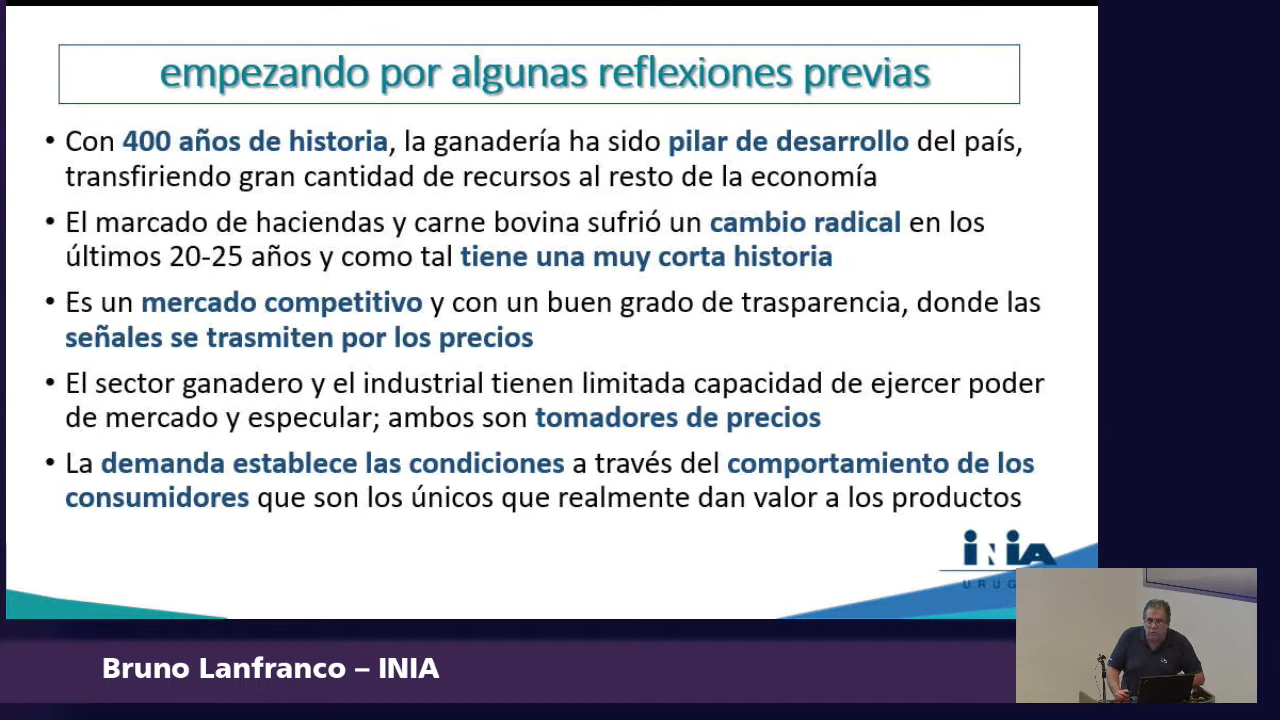 empezando por algunas reflexiones previas
• Con 400 años de historia, la ganadería ha sido pilar de desarrollo del país,
transfiriendo gran cantidad de recursos al resto de la economía
• El marcado de haciendas y carne bovina sufrió un cambio radical en los
últimos 20-25 años y como tal tiene una muy corta historia
• Es un mercado competitivo y con un buen grado de trasparencia, donde las
señales se trasmiten por los precios
• El sector ganadero y el industrial tienen limitada capacidad de ejercer poder
de mercado y especular; ambos son tomadores de precios
• La demanda establece las condiciones a través del comportamiento de los
consumidores que son los únicos que realmente dan valor a los productos
iNiA
Bruno Lanfranco – INIA